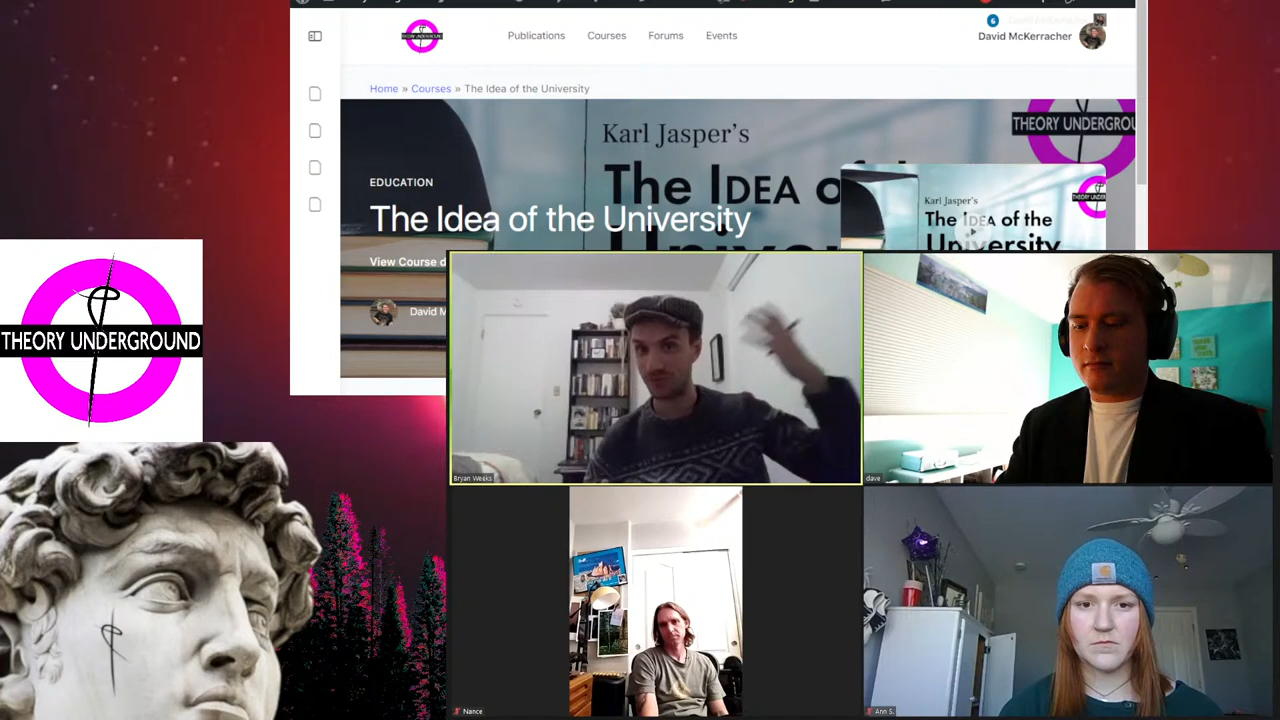 Publications Courses Forums Events
6
David McKerracher
Home » Courses » The Idea of the University
THEORY UNDERGROU
Karl Jasper's
The IDEA o
EDUCATION
Karl Jasper's
The IDEA of the
University
The Idea of the University
View Course d
David M
THEORY UNDERGROUND
Bryan Weeks
dave
Nance
Ann S.